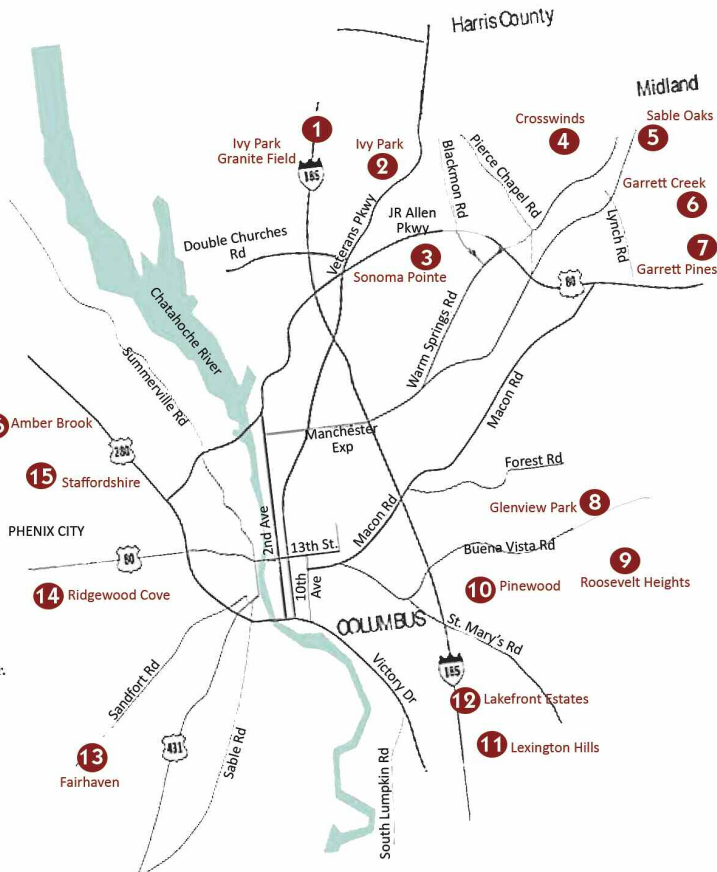 Harris County
Midland
Sable Oaks
5
Crosswinds
4
1
Ivy Park
Granite Field
185
Ivy Park
2
Blackmon Rd
Pierce Chapel Rd
Garrett Creek
6
Lynch Rd
7
Garrett Pines
Veterans Pkwy
JR Allen
Pkwy
3
Sonoma Pointe
Double Churches
Rd
80
Chatahoche River
Warm Springs Rd
Summerville Rd
Macon Rd
6 Amber Brook
280
Manchester
Exp
15 Staffordshire
Forest Rd
Glenview Park 8
Macon Rd
2nd Ave
PHENIX CITY
80
13th St.
Buena Vista Rd
9
Roosevelt Heights
14 Ridgewood Cove
10th
Ave
10 Pinewood
COLUMBUS
St. Mary's Rd
Victory Dr
185
r.
Sandfort Rd
12 Lakefront Estates
431
Sable Rd
11 Lexington Hills
13
Fairhaven
South Lumpkin Rd